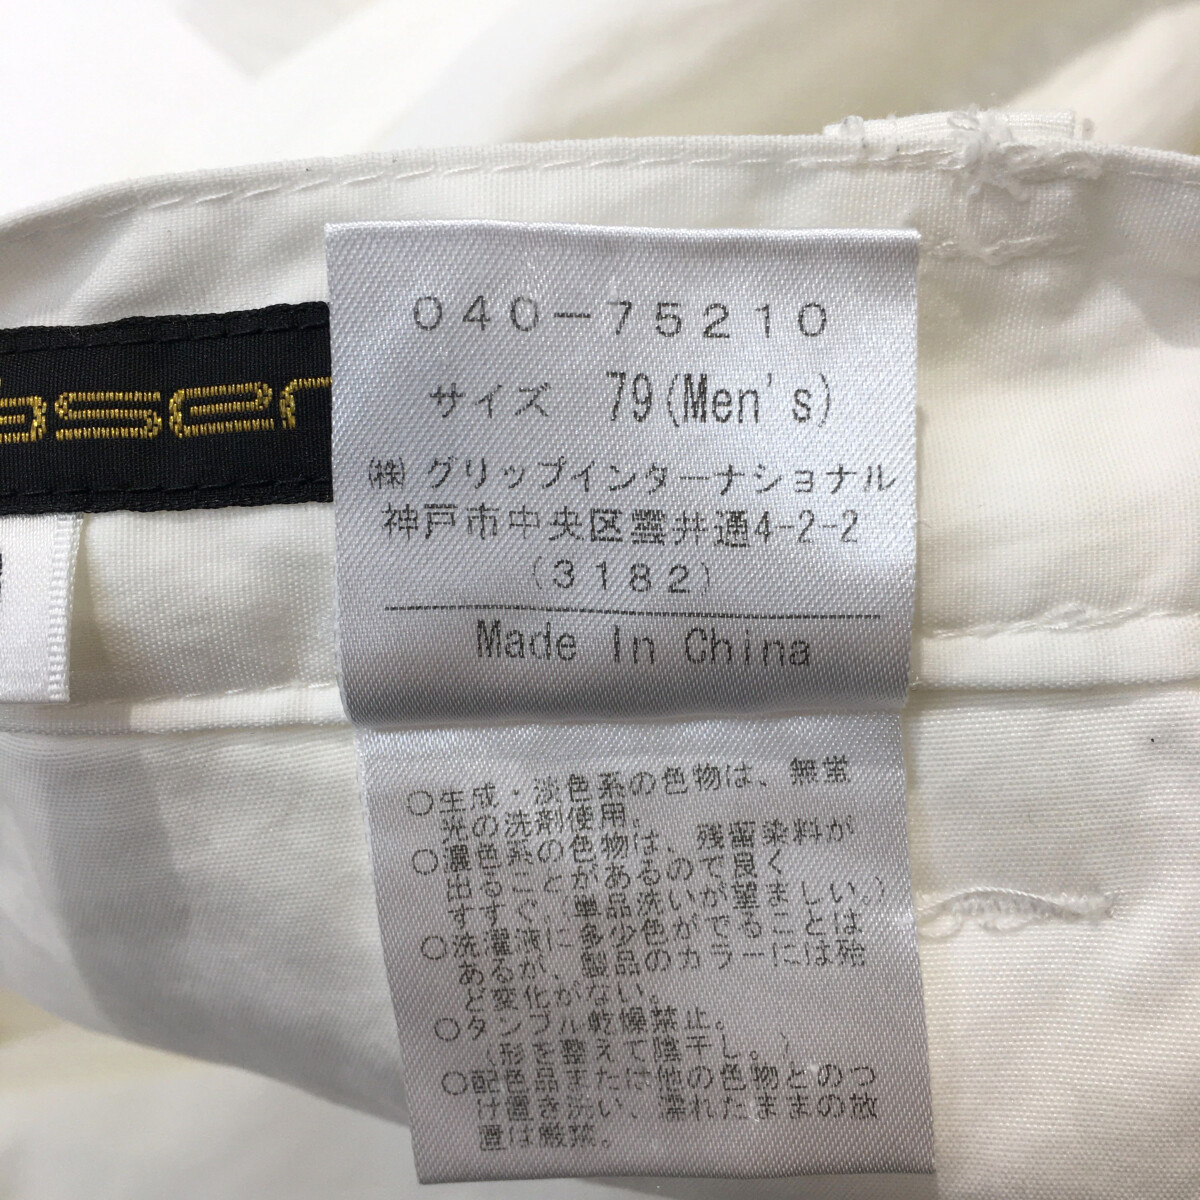 040-75210
サイズ 79(Men's)
㈱グリップインターナショナル
神戸市中央区雲井通4-2-2
(3182)
Made In China
○生成・淡色系の色物は、無蛍
光の洗剤使用。
○濃色系の色物は、残留染料が
出ることがあるので良く
すすぐ。(単品洗いが望ましい。)
○洗濯液に多少色がでることは
あるが、製品のカラーには殆
ど変化がない。
○タンブル乾燥禁止。
(形を整えて陰干し。)
○配色品または他の色物とのつ
け置き洗い、濡れたままの放
置は厳禁。